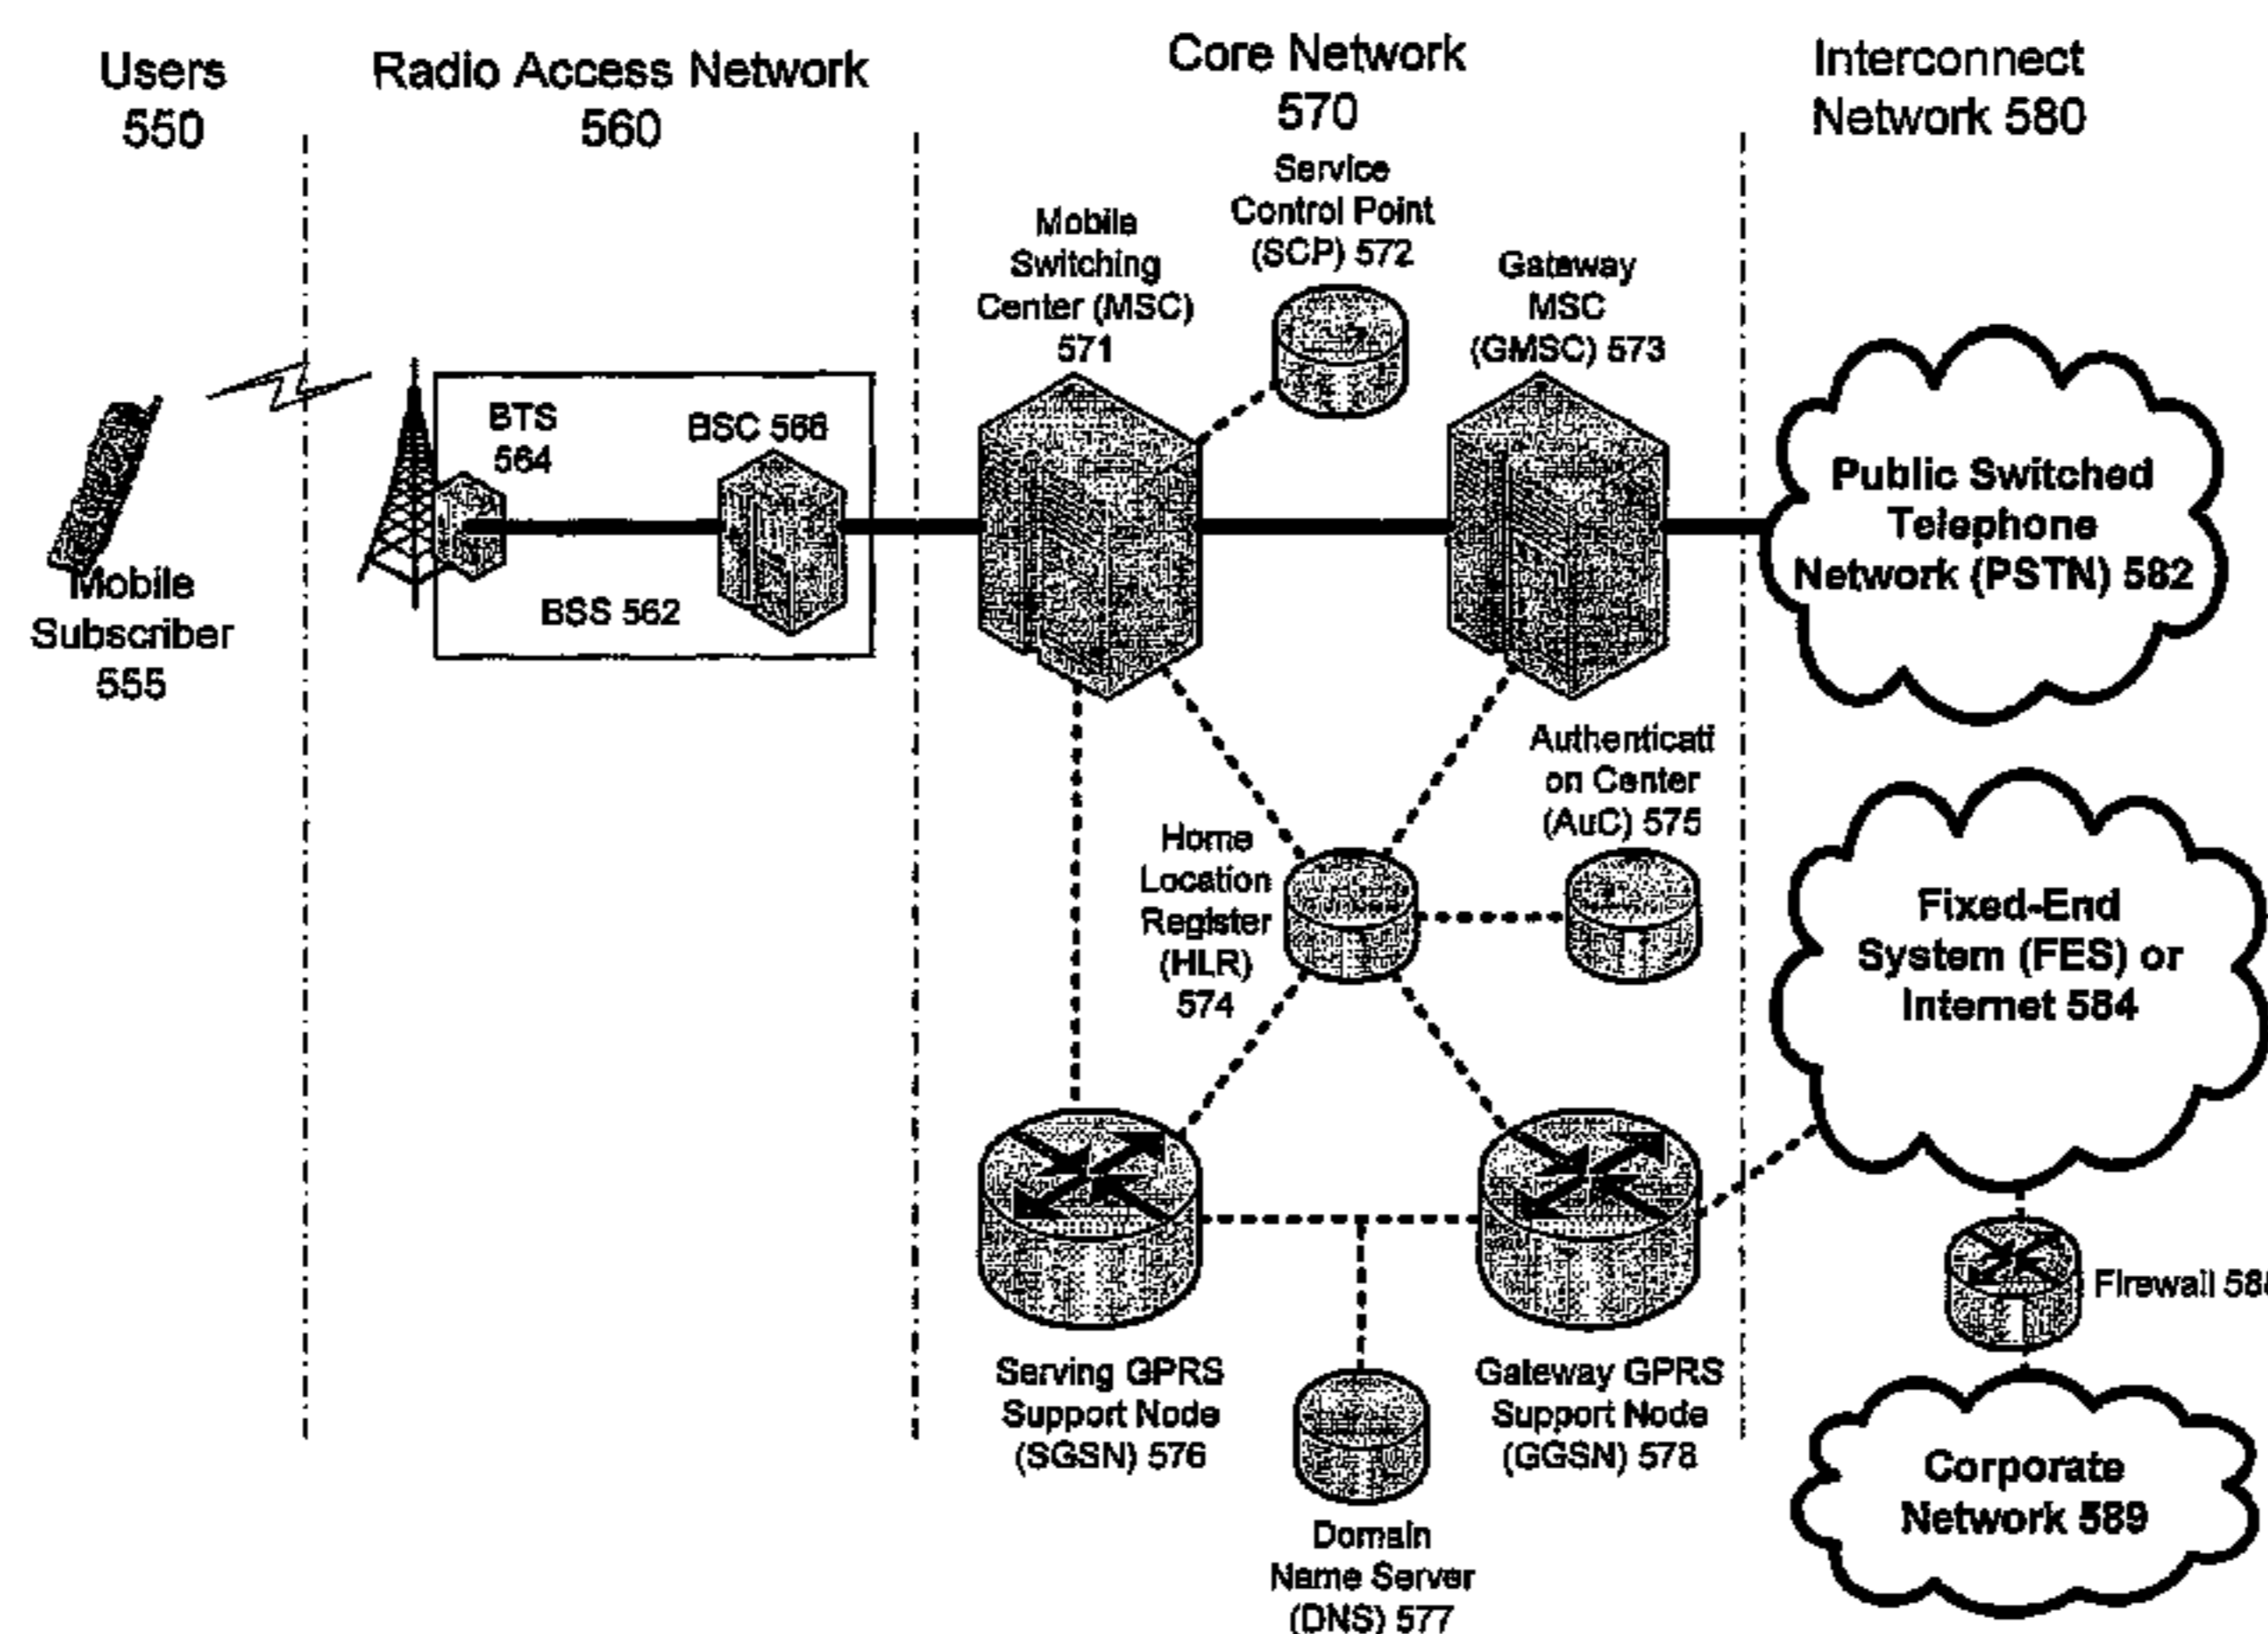 Users
550
Radio Access Network
560
Core Network
570
Interconnect
Network 580
Service
Control Point
(SCP) 572
Mobile
Switching
Center (MSC)
571
Gateway
MSC
(GMSC) 573
BTS
564
BSC 566
BSS 562
Mobile
Subscriber
555
Public Switched
Telephone
Network (PSTN) 582
Authenticati
on Center
(AuC) 575
Home
Location
Register
(HLR)
574
Fixed-End
System (FES) or
Internet 584
Firewall
Serving GPRS
Support Node
(SGSN) 576
Gateway GPRS
Support Node
(GGSN) 578
Corporate
Network 589
Domain
Name Server
(DNS) 577